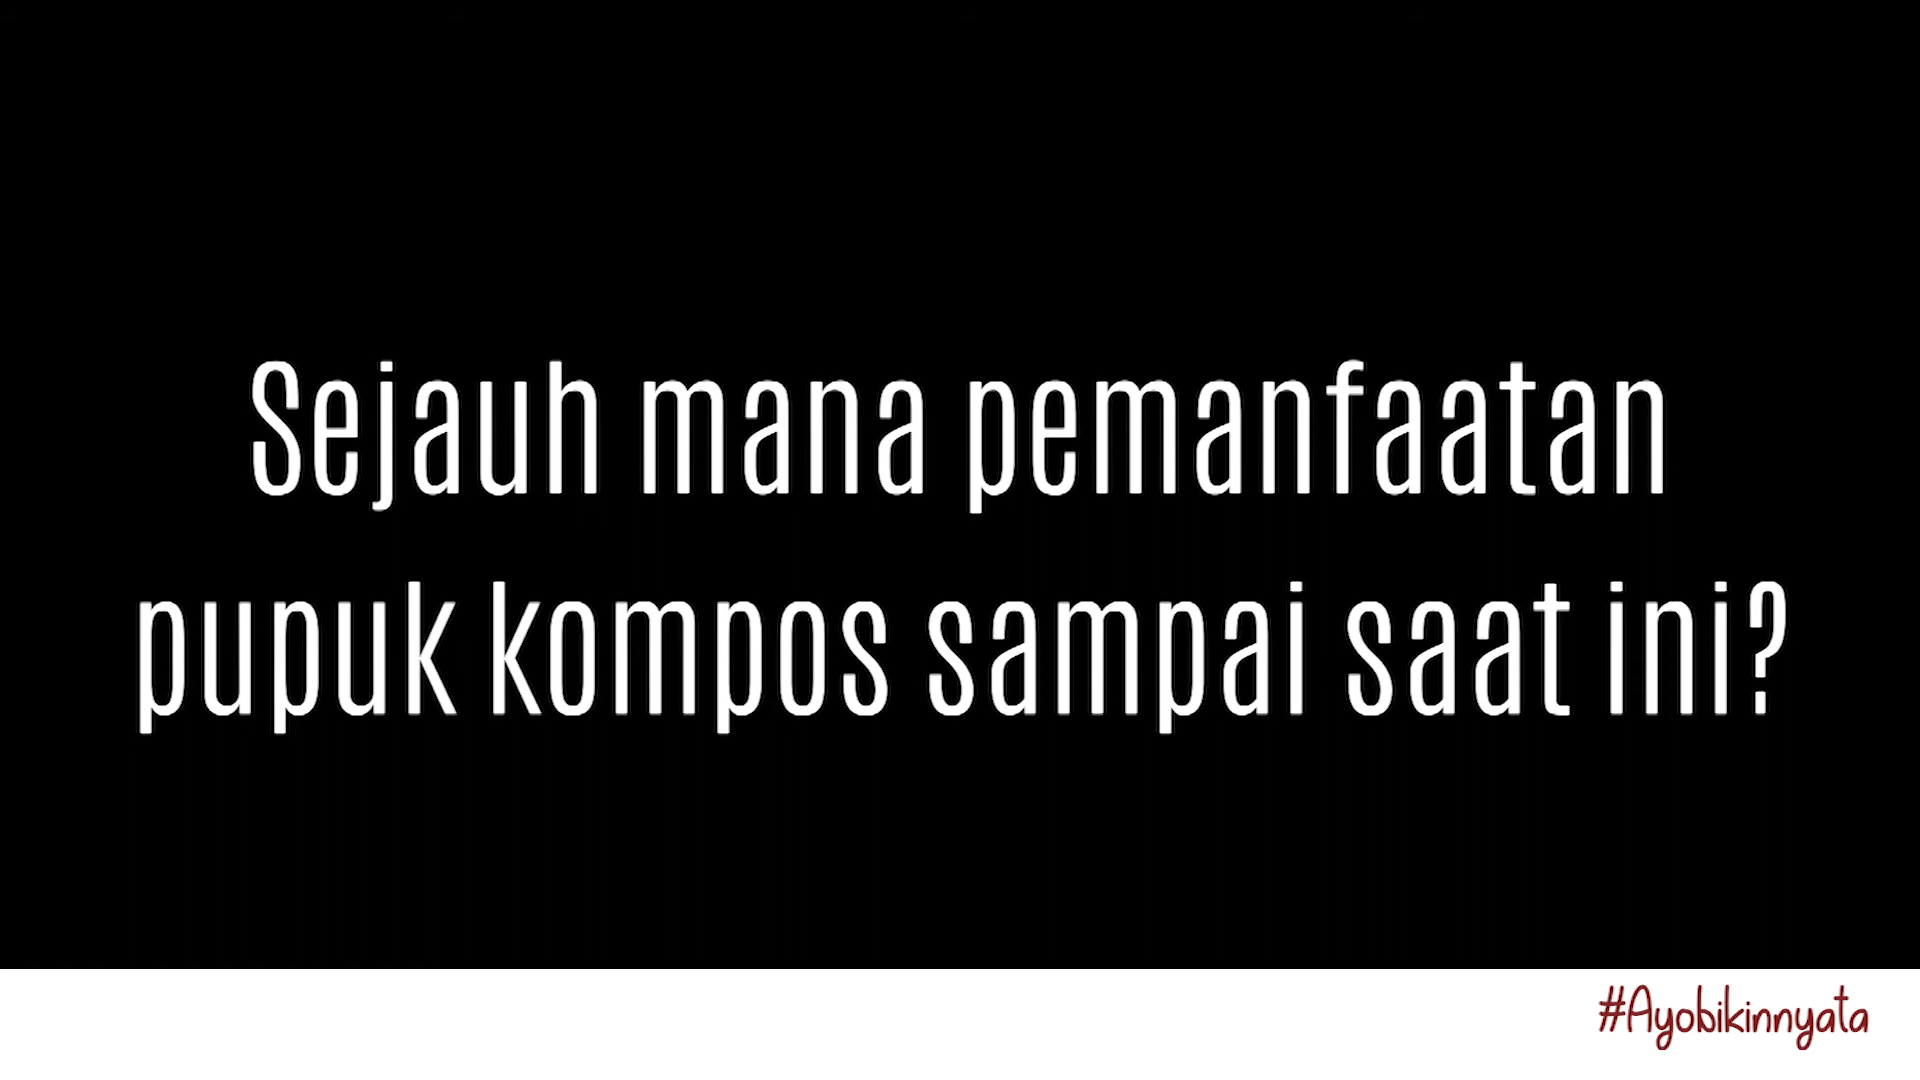 Sejauh mana pemanfaatan
pupuk kompos sampai saat ini?
#Ayobikinnyata